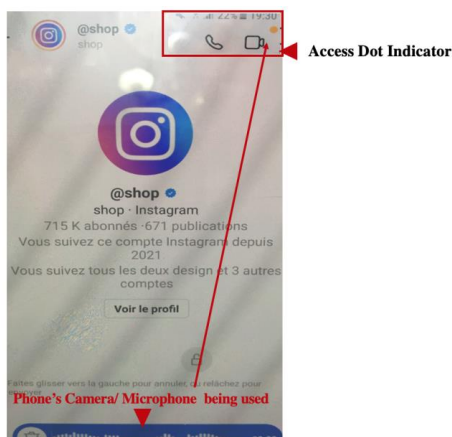 22% 19:30
@shop
shop
Access Dot Indicator
@shop
shop · Instagram
715 K abonnés ·671 publications
Vous suivez ce compte Instagram depuis
2021
Vous suivez tous les deux design et 3 autres
comptes
Voir le profil
Faites glisser vers la gauche pour annuler, ou relâchez pour
Phone's Camera/ Microphone being used